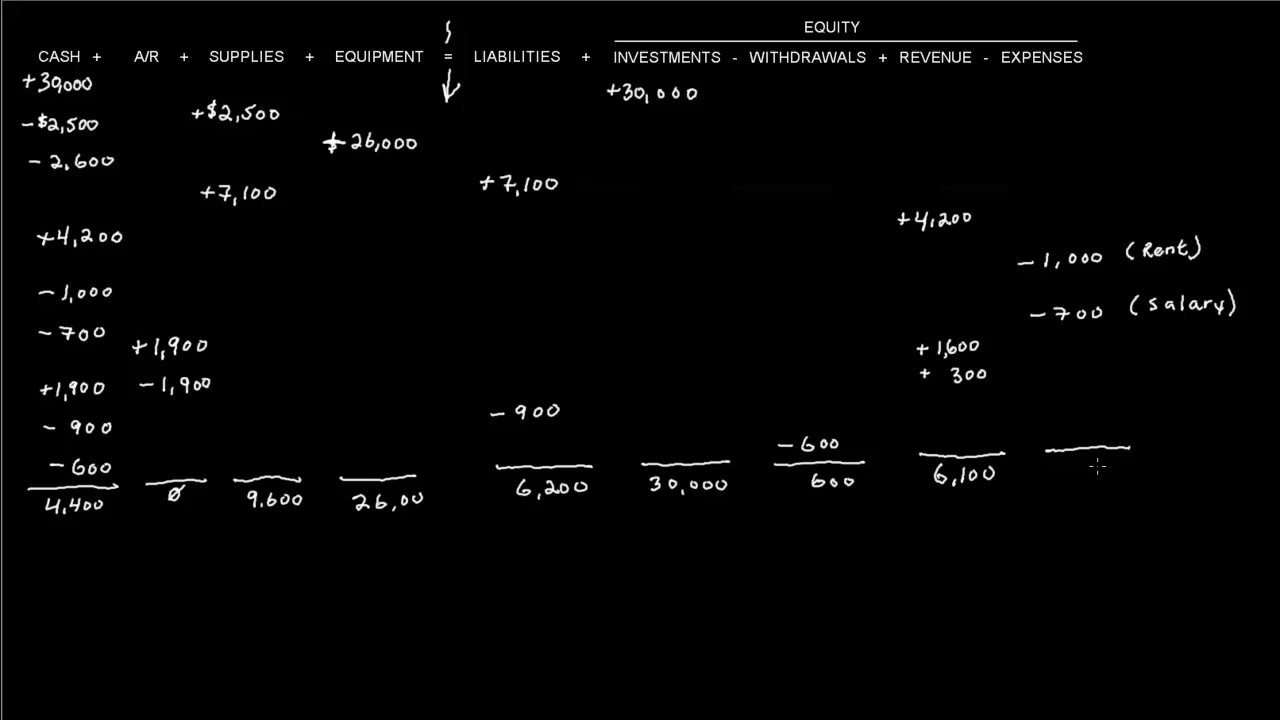 EQUITY
CASH + A/R + SUPPLIES + EQUIPMENT = LIABILITIES + INVESTMENTS - WITHDRAWALS + REVENUE - EXPENSES
+30,000 +30,000
-$2,500 +$2,500
+ 26,000
- 2,600
+7,100 +7,100
+4,200 +4,200
-1,000 (Rent)
-1,000
-700 (Salary)
-700 +1,900 +1,600
+ 300
+1,900 -1,900
- 900 - 900
-600 -600
4,400 0 9,600 26,00 6,200 30,000 600 6,100